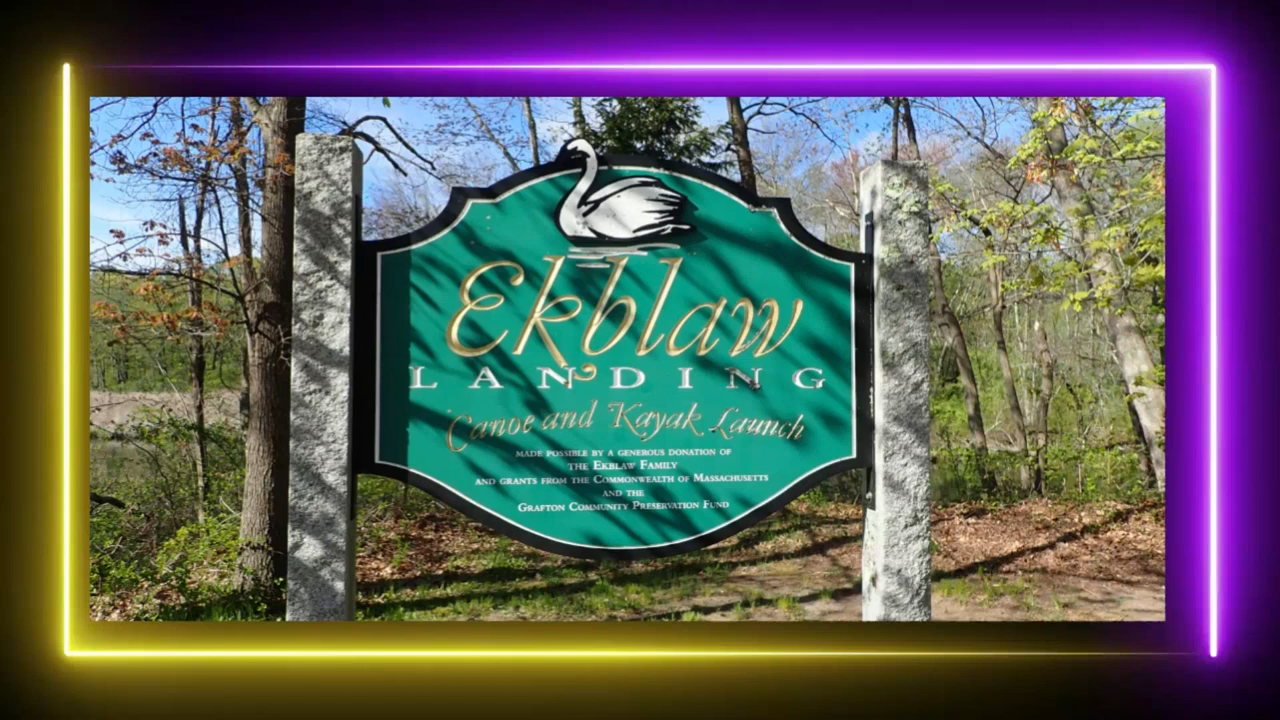 Ekblaw
LANDING
Canoe and Kayak Launch
MADE POSSIBLE BY A GENEROUS DONATION OF
THE EKBLAW FAMILY
AND GRANTS FROM THE COMMONWEALTH OF MASSACHUSETTS
AND THE
GRAFTON COMMUNITY PRESERVATION FUND